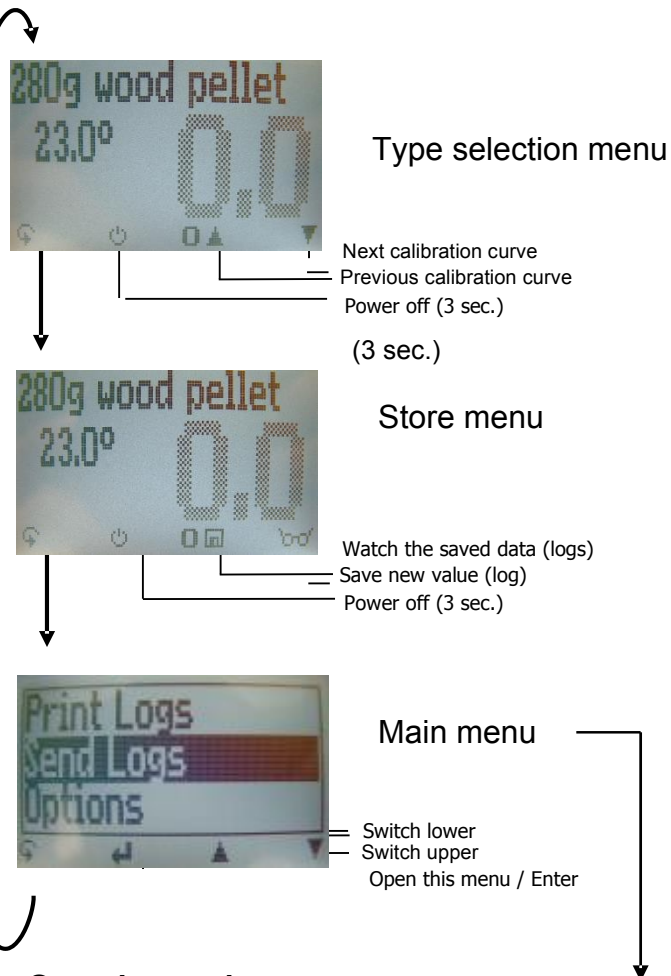 280g wood pellet
23.0º 0.0
Type selection menu
0
Next calibration curve
Previous calibration curve
Power off (3 sec.)
(3 sec.)
280g wood pellet
Store menu
23.0º 0.0
0
Watch the saved data (logs)
Save new value (log)
Power off (3 sec.)
Print Logs
Send Logs
Options
Main menu
Switch lower
Switch upper
Open this menu / Enter